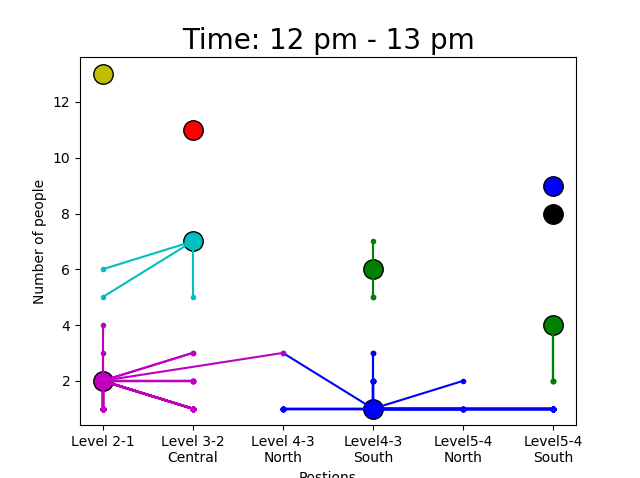 Time: 12 pm - 13 pm
Number of people
12
10
8
6
4
2
Level 2-1
Level 3-2
Central
Level 4-3
North
Level4-3
South
Level5-4
North
Level5-4
South
Postions